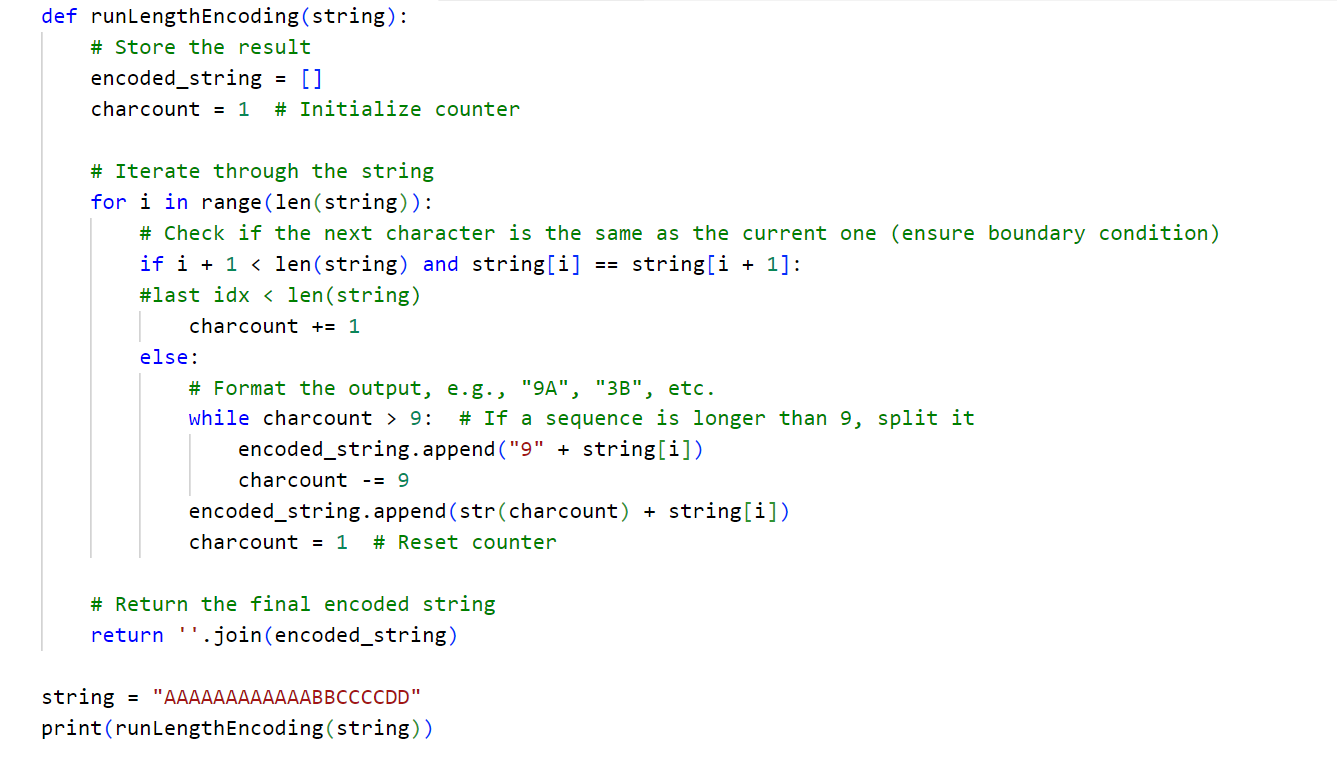 def runLengthEncoding(string):
    # Store the result
    encoded_string = []
    charcount = 1  # Initialize counter

    # Iterate through the string
    for i in range(len(string)):
        # Check if the next character is the same as the current one (ensure boundary condition)
        if i + 1 < len(string) and string[i] == string[i + 1]:
        #last idx < len(string)
            charcount += 1
        else:
            # Format the output, e.g., "9A", "3B", etc.
            while charcount > 9:  # If a sequence is longer than 9, split it
                encoded_string.append("9" + string[i])
                charcount -= 9
            encoded_string.append(str(charcount) + string[i])
            charcount = 1  # Reset counter

    # Return the final encoded string
    return ''.join(encoded_string)

string = "AAAAAAAAAAAABBCCCCDD"
print(runLengthEncoding(string))